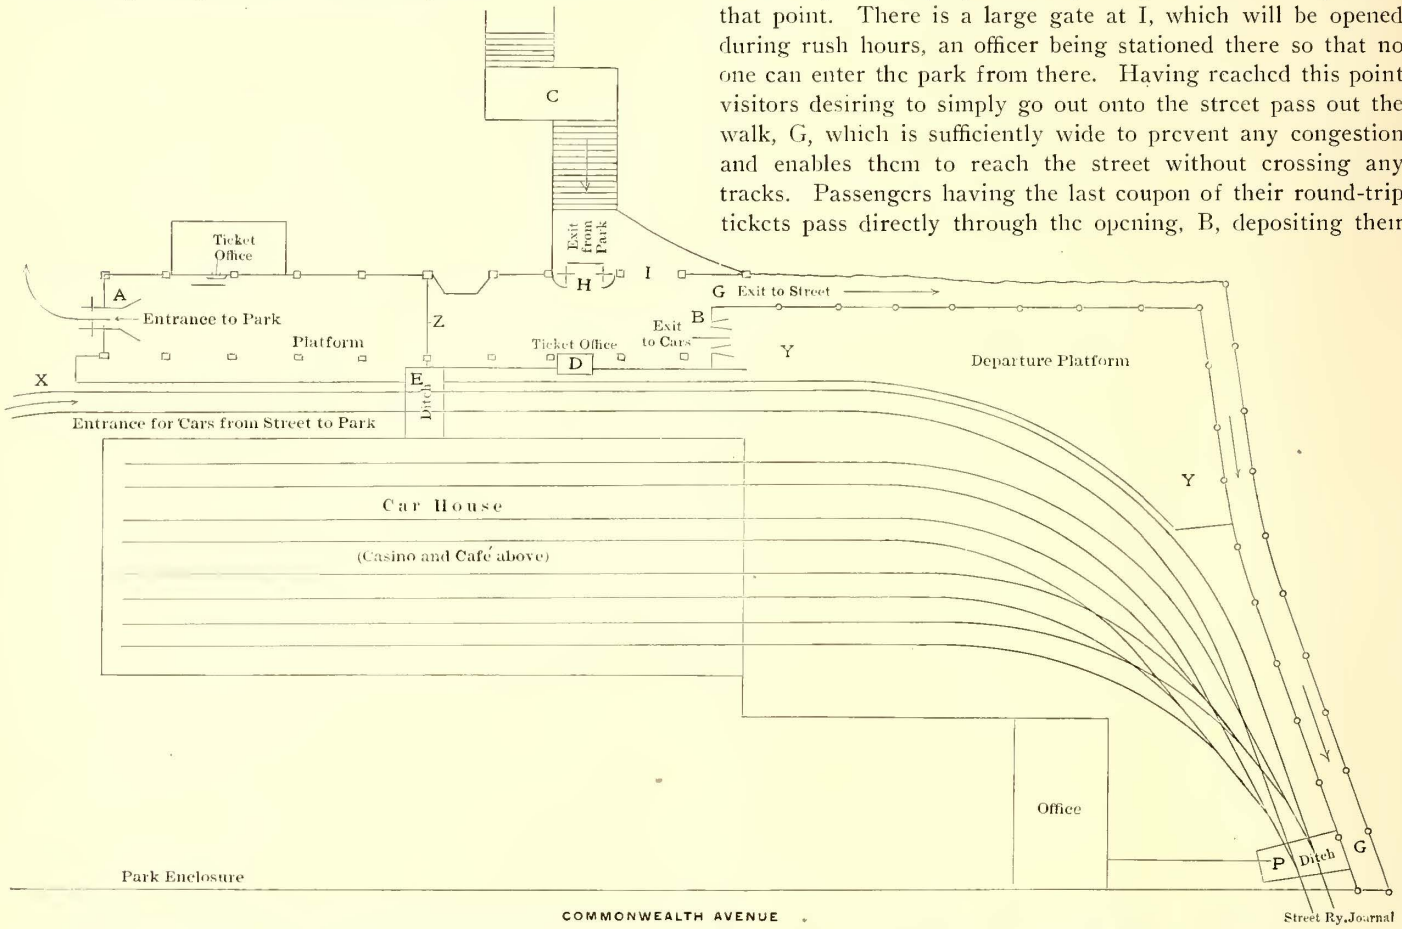 that point. There is a large gate at I, which will be opened
during rush hours, an officer being stationed there so that no
one can enter the park from there. Having reached this point
visitors desiring to simply go out onto the street pass out the
walk, G, which is sufficiently wide to prevent any congestion
and enables them to reach the street without crossing any
tracks. Passengers having the last coupon of their round-trip
tickets pass directly through the opening, B, depositing their
C
Exit
from
Park
Ticket
Office
A
H
I
G Exit to Street
Entrance to Park
Z
B
Exit
to Cars
Platform
Ticket Office
D
Y
Departure Platform
X
E
Ditch
Entrance for Cars from Street to Park
Y
Car House
(Casino and Café above)
Office
P
Ditch
G
Park Enclosure
COMMONWEALTH AVENUE
Street Ry. Journal